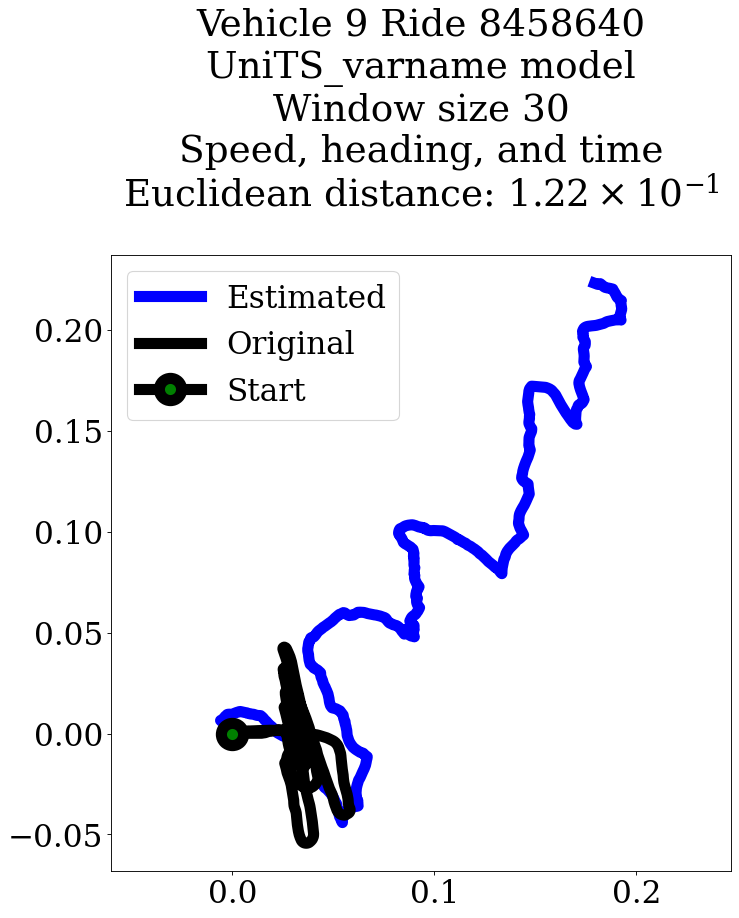 Vehicle 9 Ride 8458640
UniTS_varname model
Window size 30
Speed, heading, and time
Euclidean distance: 1.22 × 10⁻¹
Estimated
Original
Start
0.20
0.15
0.10
0.05
0.00
−0.05
0.0 0.1 0.2